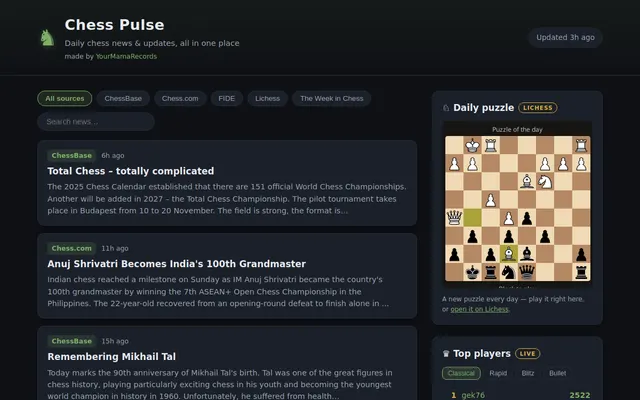 Chess Pulse
Daily chess news & updates, all in one place
made by YourMamaRecords
Updated 3h ago
All sources
ChessBase
Chess.com
FIDE
Lichess
The Week in Chess
Search news...
ChessBase 6h ago
Total Chess – totally complicated
The 2025 Chess Calendar established that there are 151 official World Chess Championships.
Another will be added in 2027 – the Total Chess Championship. The pilot tournament takes
place in Budapest from 10 to 20 November. The field is strong, the format is...
Chess.com 11h ago
Anuj Shrivatri Becomes India's 100th Grandmaster
Indian chess reached a milestone on Sunday as IM Anuj Shrivatri became the country's
100th grandmaster by winning the 7th ASEAN+ Open Chess Championship in the
Philippines. The 22-year-old recovered from an opening-round defeat to finish alone in ...
ChessBase 15h ago
Remembering Mikhail Tal
Today marks the 90th anniversary of Mikhail Tal's birth. Tal was one of the great figures in
chess history, playing particularly exciting chess in his youth and becoming the youngest
world champion in history in 1960. Unfortunately, he suffered from health...
Daily puzzle LICHESS
Puzzle of the day
A new puzzle every day — play it right here,
or open it on Lichess.
Top players LIVE
Classical
Rapid
Blitz
Bullet
1 gek76 2522